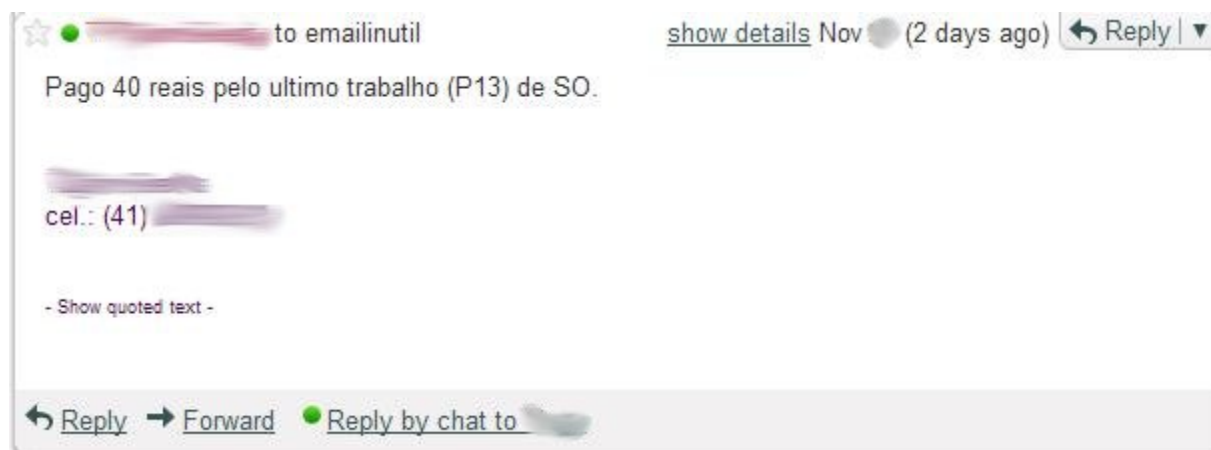 to emailinutil show details Nov (2 days ago) Reply
Pago 40 reais pelo ultimo trabalho (P13) de SO.
cel.: (41)
- Show quoted text -
Reply Forward Reply by chat to